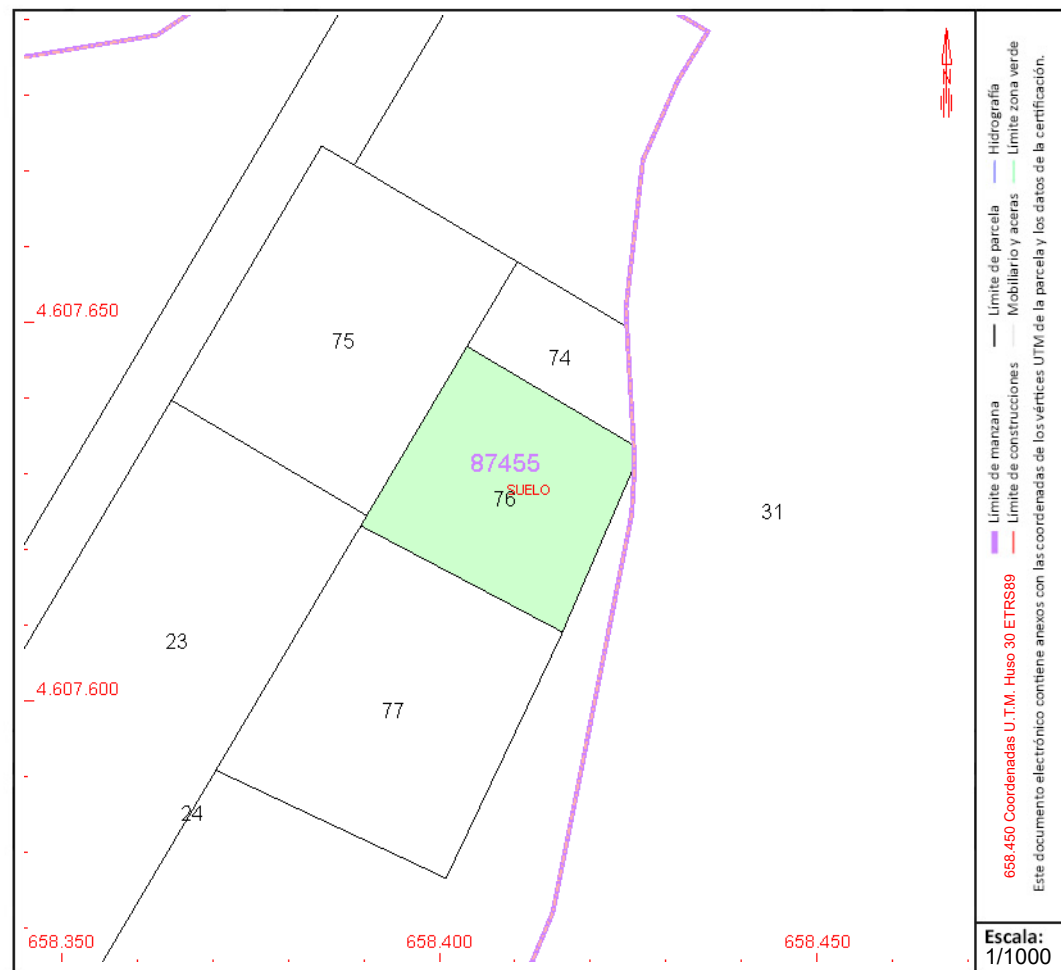 4.607.650
75
74
87455
SUELO
76
31
23
4.607.600
77
24
658.350
658.400
658.450
N
Límite de manzana
Límite de parcela
Hidrografía
Límite de construcciones
Mobiliario y aceras
Límite zona verde
658.450 Coordenadas U.T.M. Huso 30 ETRS89
Este documento electrónico contiene anexos con las coordenadas de los vértices UTM de la parcela y los datos de la certificación.
Escala:
1/1000